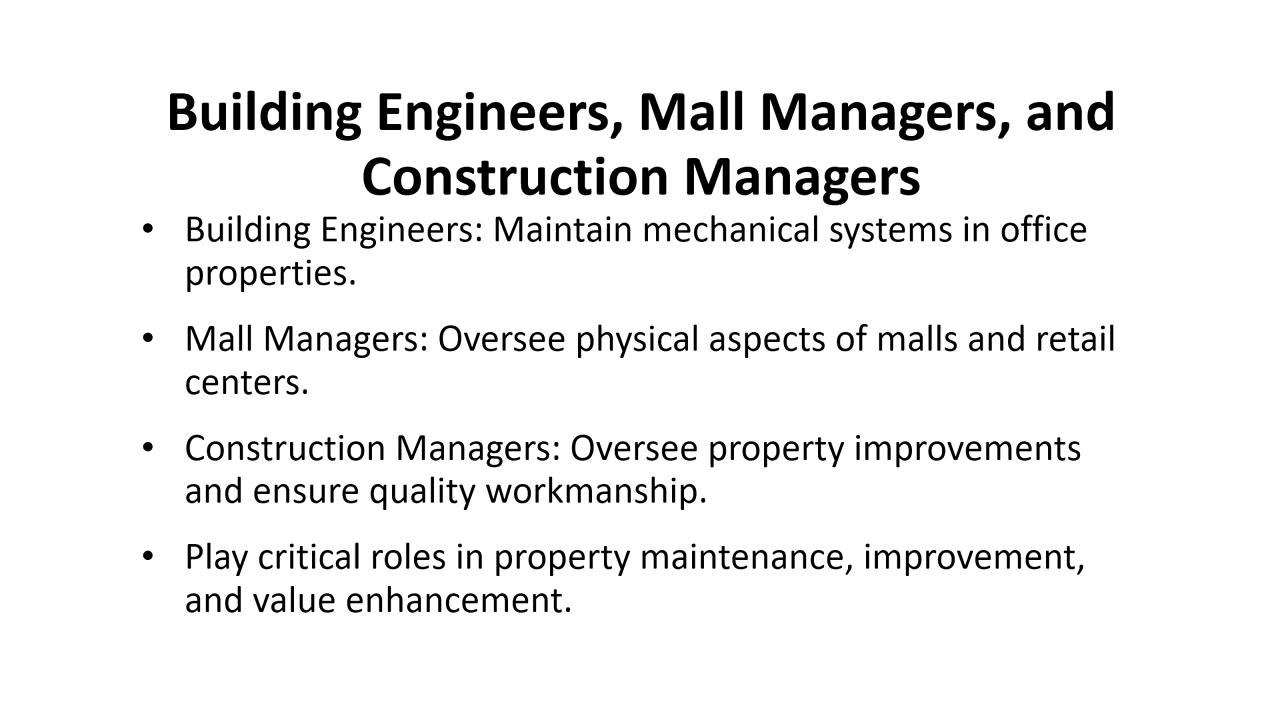 Building Engineers, Mall Managers, and
Construction Managers
• Building Engineers: Maintain mechanical systems in office
properties.
• Mall Managers: Oversee physical aspects of malls and retail
centers.
• Construction Managers: Oversee property improvements
and ensure quality workmanship.
• Play critical roles in property maintenance, improvement,
and value enhancement.